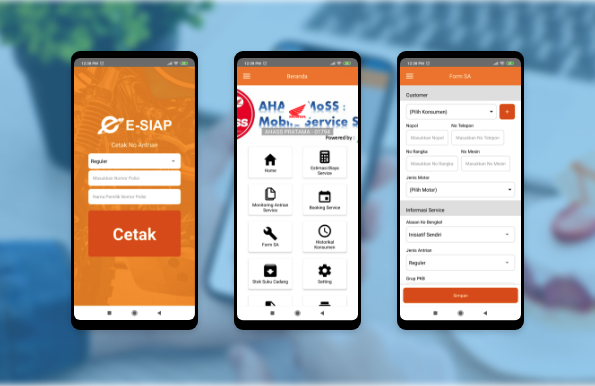 12:38 PM
E-SIAP
Cetak No Antrian
Reguler
Masukkan Nomor Polisi
Nama Pemilik Nomor Polisi
Cetak
12:38 PM
Beranda
AHA MoSS :
Mobi Service S
HONDA
AHASS PRATAMA - 01794
Powered by :
Home
Estimasi Biaya
Service
Monitoring Antrian
Service
Booking Service
Form SA
Historikal
Konsumen
Stok Suku Cadang
Setting
12:38 PM
Form SA
Customer
(Pilih Konsumen)
+
Nopol
No Telepon
Masukkan Nopol
Masukkan No Telepon
No Rangka
No Mesin
Masukkan No Rangka
Masukkan No Mesin
Jenis Motor
(Pilih Motor)
Informasi Service
Alasan Ke Bengkel
Inisiatif Sendiri
Jenis Antrian
Reguler
Grup PKB
Simpan